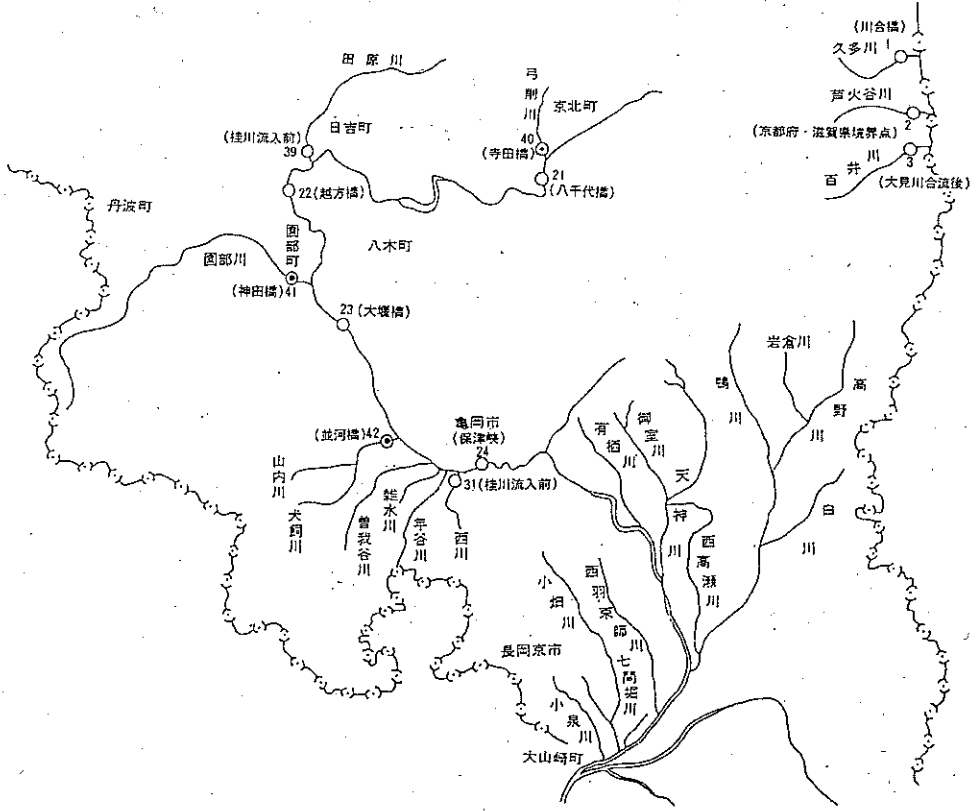 (川合橋)
1
久多川
芦火谷川
2
(京都府・滋賀県境界点)
3
百井川
(大見川合流後)
田原川
弓削川
京北町
日吉町
(桂川流入前)
39
40
(寺田橋)
21
(八千代橋)
22(越方橋)
丹波町
園部町
八木町
園部川
(神田橋)41
23(大堰橋)
岩倉川
高野川
鴨川
亀岡市
(保津峡)
24
(並河橋)42
31(桂川流入前)
山内川
犬飼川
曽我谷川
雑水川
年谷川
西川
有栖川
御室川
天神川
西高瀬川
白川
小畑川
西羽束師川
七間堀川
長岡京市
小泉川
大山崎町